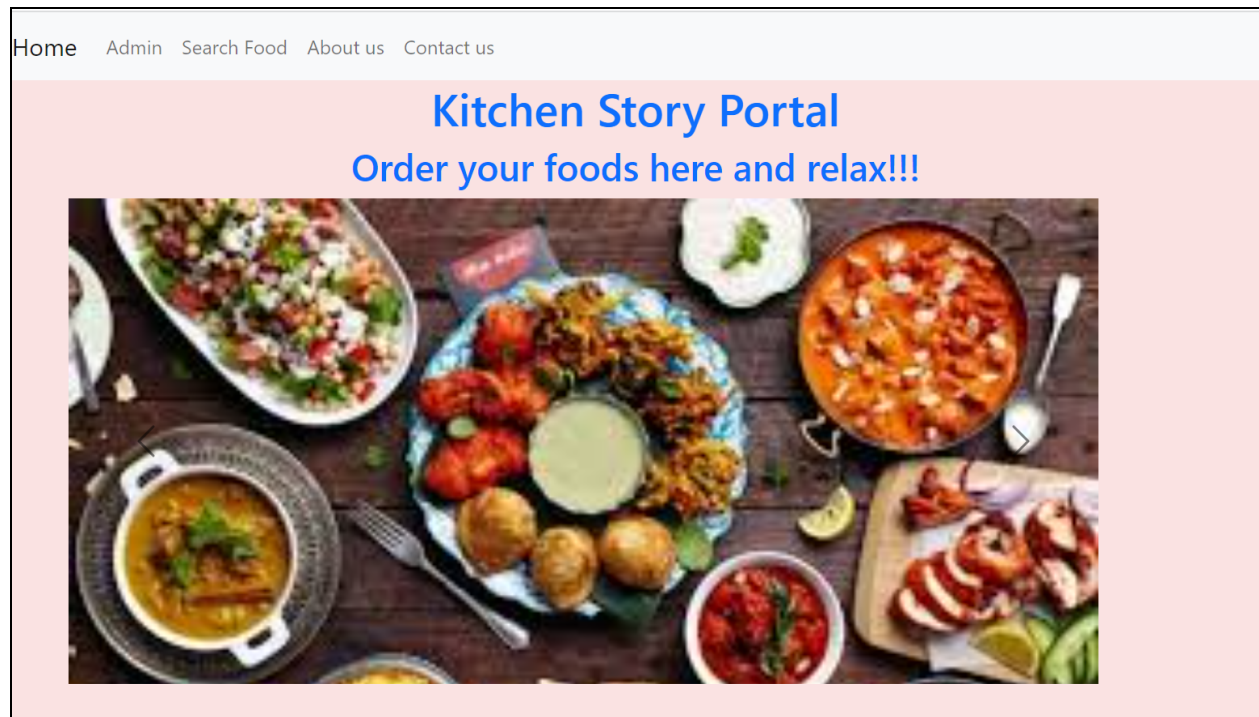 Home Admin Search Food About us Contact us
Kitchen Story Portal
Order your foods here and relax!!!